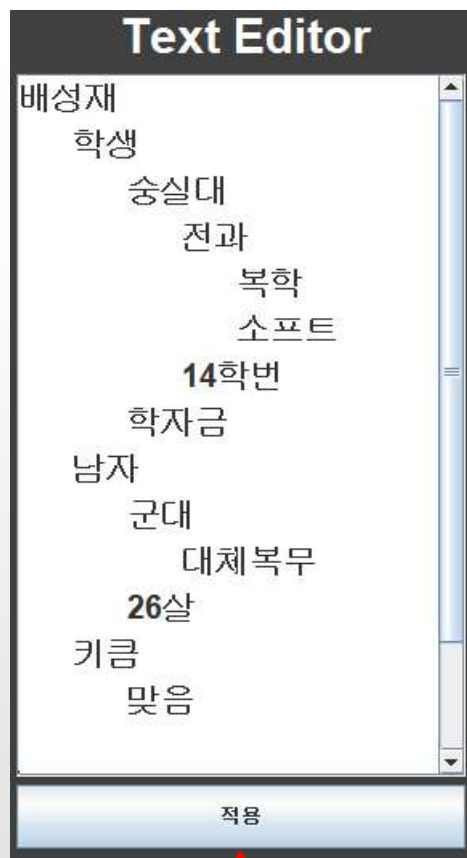 Text Editor
배성재
학생
숭실대
전과
복학
소프트
14학번
학자금
남자
군대
대체복무
26살
키큼
맞음
적용